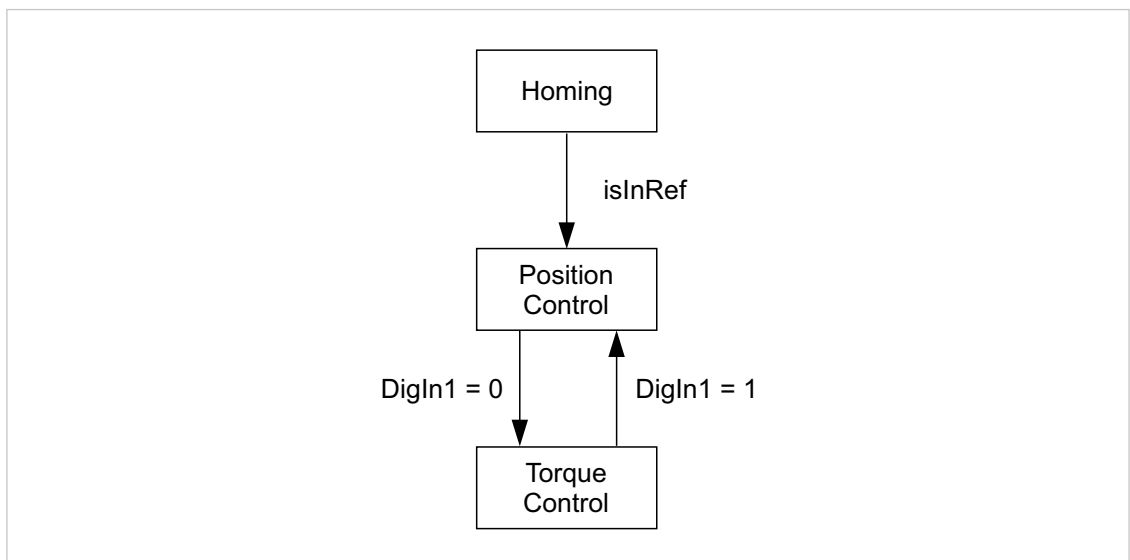 Homing
isInRef
Position
Control
DigIn1 = 0
DigIn1 = 1
Torque
Control